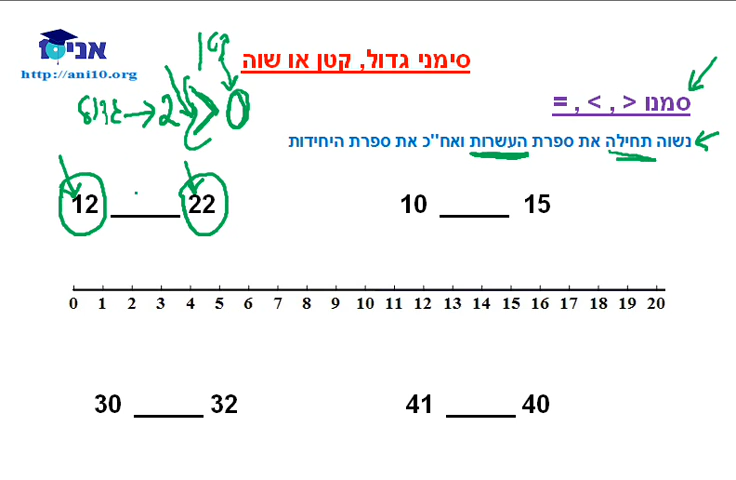 אני10
http://ani10.org
סימני גדול, קטן או שוה
קטן
גדול → 2 > 0
סמנו < , > , =
נשוה תחילה את ספרת העשרות ואח"כ את ספרת היחידות
12 _____ 22
10 _____ 15
0 1 2 3 4 5 6 7 8 9 10 11 12 13 14 15 16 17 18 19 20
30 _____ 32
41 _____ 40